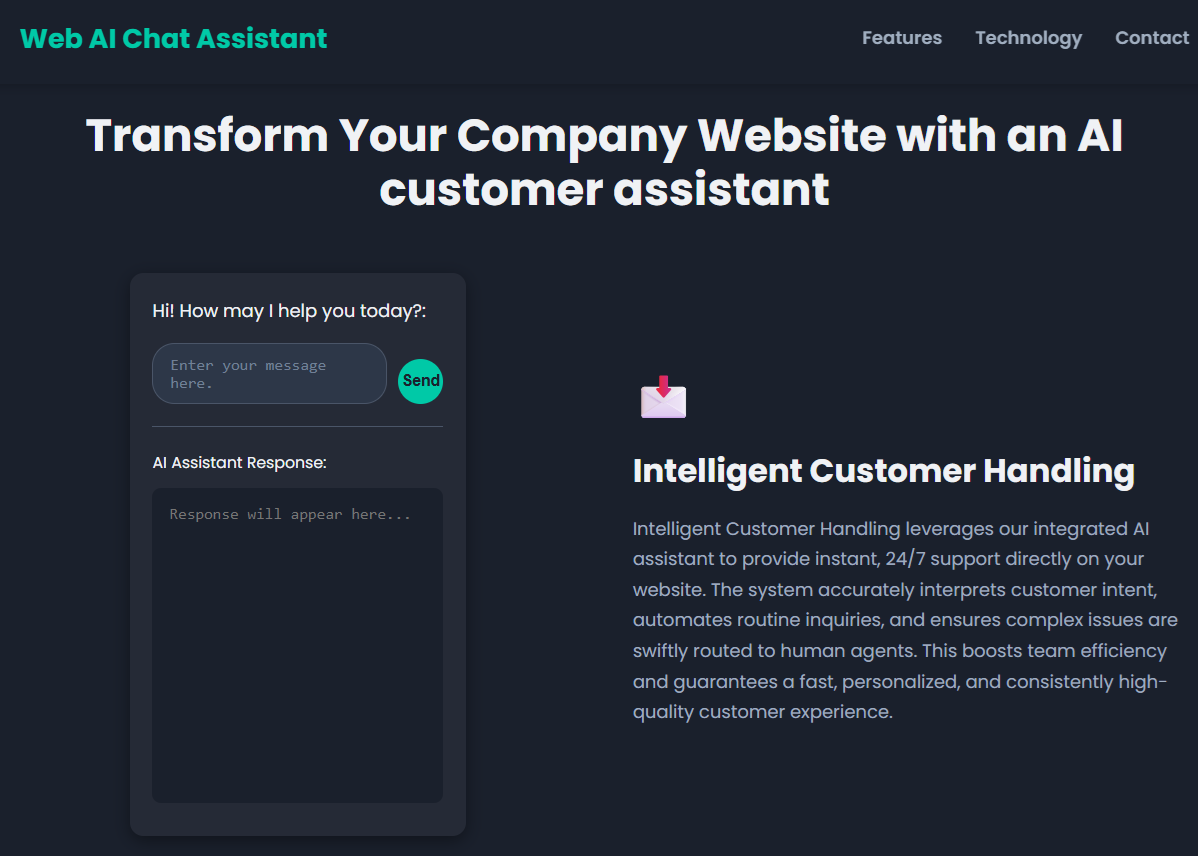 Web AI Chat Assistant
Features Technology Contact
Transform Your Company Website with an AI
customer assistant
Hi! How may I help you today?:
Enter your message
here.
Send
AI Assistant Response:
Response will appear here...
Intelligent Customer Handling
Intelligent Customer Handling leverages our integrated AI
assistant to provide instant, 24/7 support directly on your
website. The system accurately interprets customer intent,
automates routine inquiries, and ensures complex issues are
swiftly routed to human agents. This boosts team efficiency
and guarantees a fast, personalized, and consistently high-
quality customer experience.